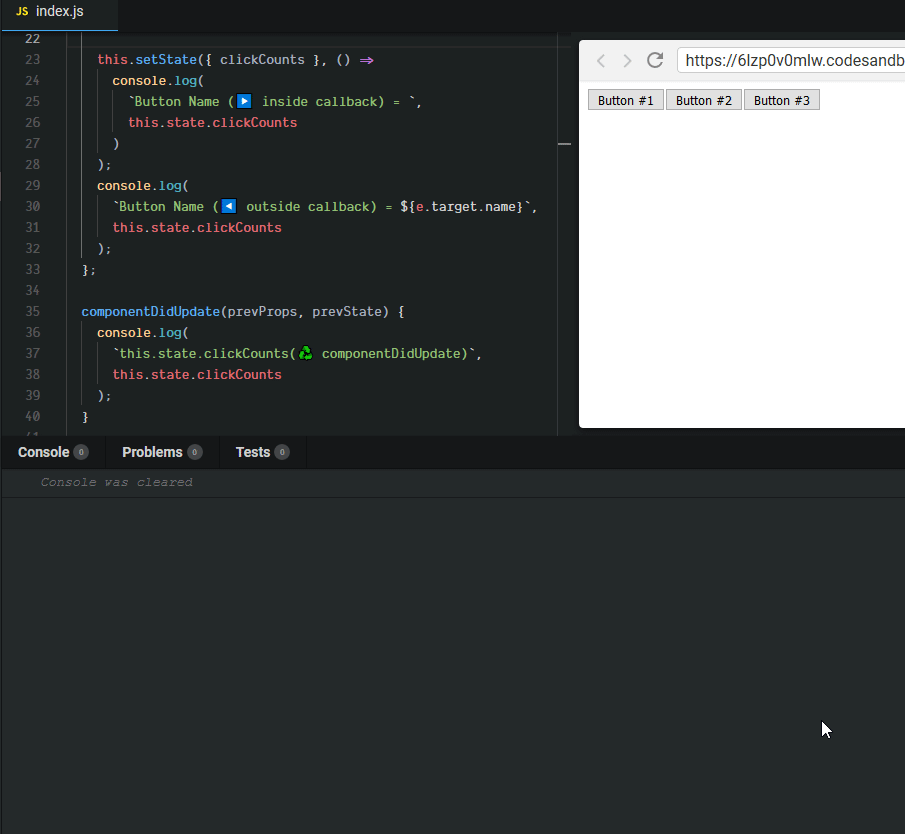 JS index.js
22
23 this.setState({ clickCounts }, () ⇒
24 console.log(
25 `Button Name (▶️ inside callback) = `,
26 this.state.clickCounts
27 )
28 );
29 console.log(
30 `Button Name (◀️ outside callback) = ${e.target.name}`,
31 this.state.clickCounts
32 );
33 };
34
35 componentDidUpdate(prevProps, prevState) {
36 console.log(
37 `this.state.clickCounts(♻️ componentDidUpdate)`,
38 this.state.clickCounts
39 );
40 }
https://6lzp0v0mlw.codesandb
Button #1 Button #2 Button #3
Console 0 Problems 0 Tests 0
Console was cleared